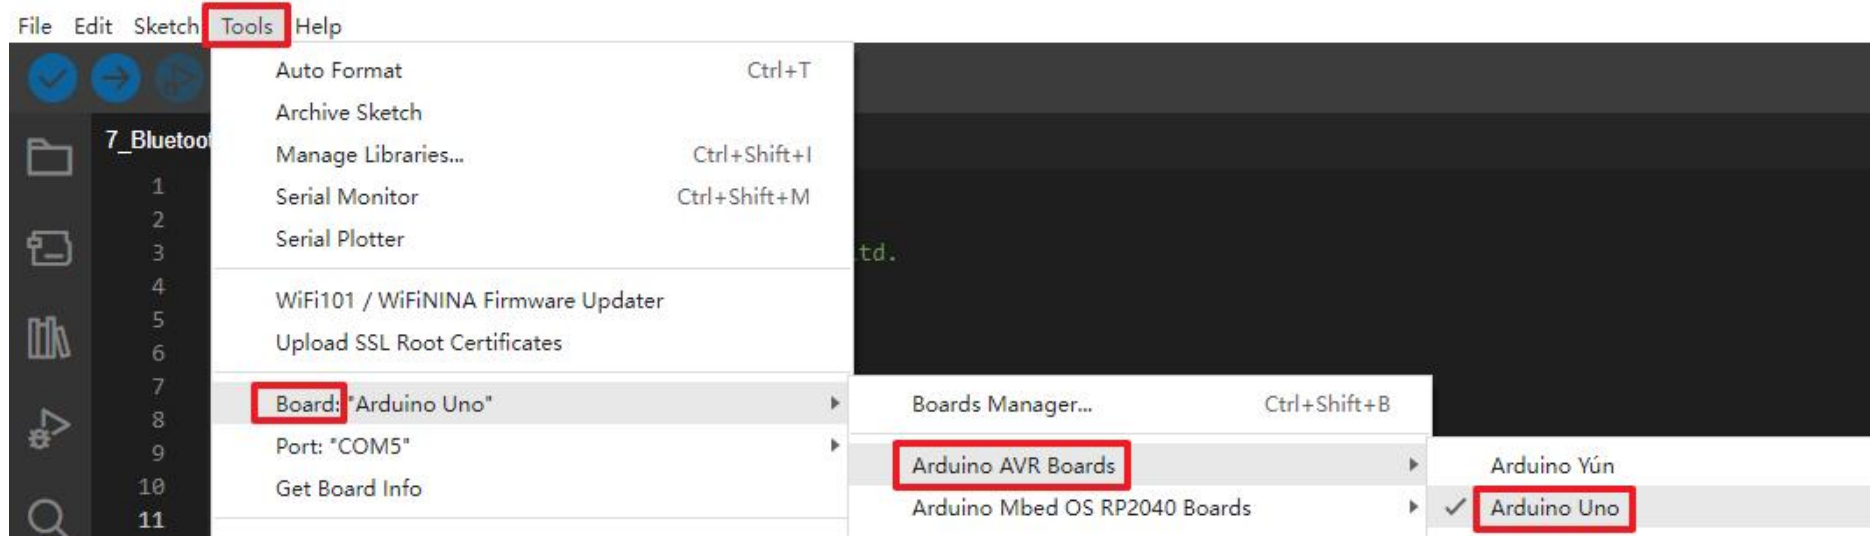 File Edit Sketch Tools Help
Auto Format Ctrl+T
Archive Sketch
7_Bluetoot
Manage Libraries... Ctrl+Shift+I
1
Serial Monitor Ctrl+Shift+M
2
Serial Plotter
3
td.
4
WiFi101 / WiFiNINA Firmware Updater
5
Upload SSL Root Certificates
6
7
Board: "Arduino Uno"
Boards Manager... Ctrl+Shift+B
8
Port: "COM5"
9
Arduino AVR Boards
Arduino Yún
10
Get Board Info
Arduino Mbed OS RP2040 Boards
Arduino Uno
11